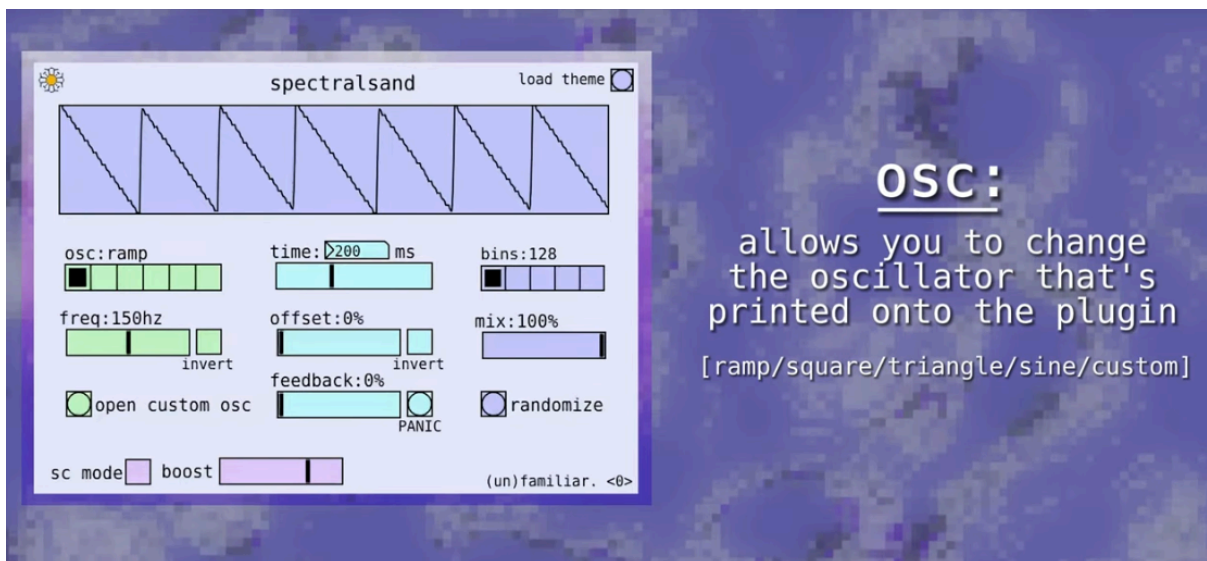 spectralsand
load theme
osc:ramp
time: >200 ms
bins:128
freq:150hz
invert
offset:0%
invert
mix:100%
feedback:0%
open custom osc
PANIC
randomize
sc mode
boost
(un)familiar. <0>
osc:
allows you to change
the oscillator that's
printed onto the plugin
[ramp/square/triangle/sine/custom]